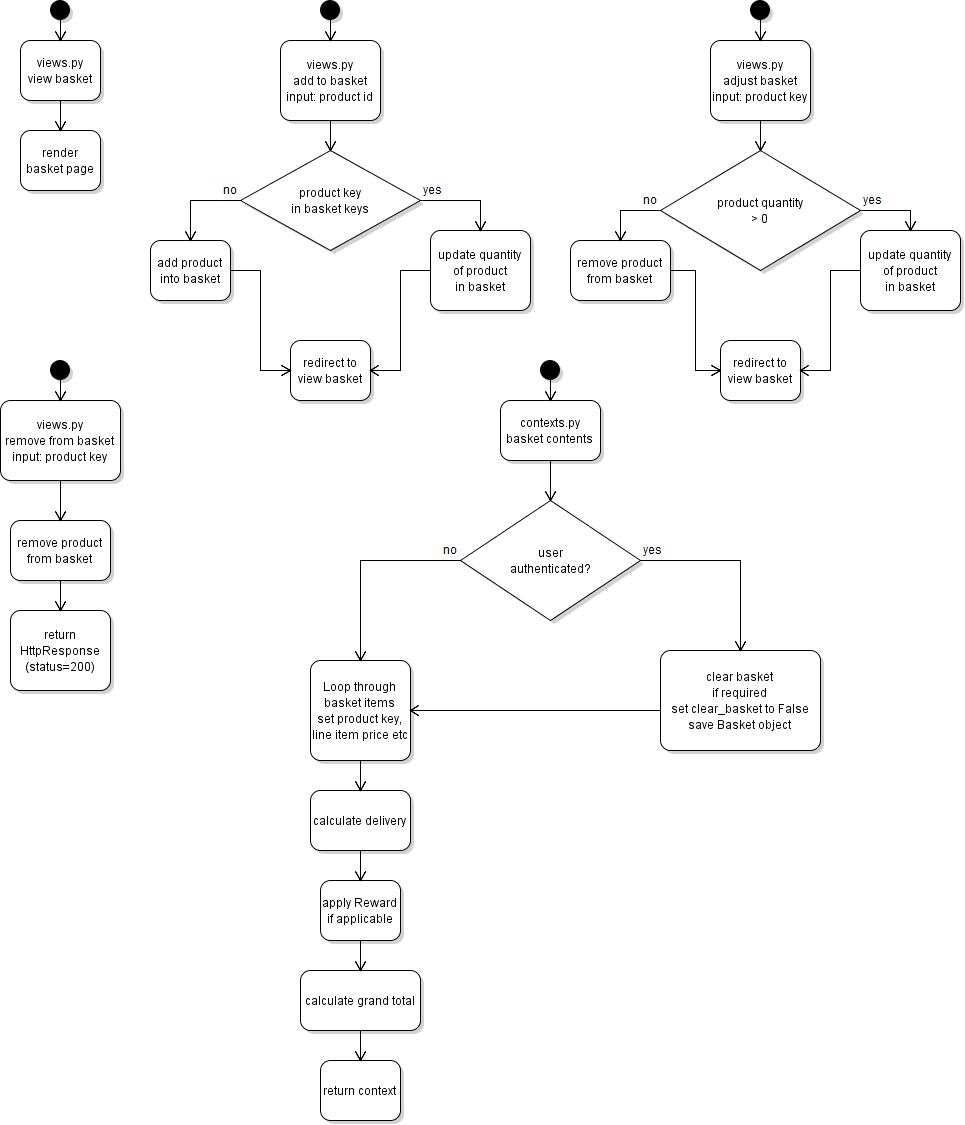 views.py
view basket
render
basket page
views.py
add to basket
input: product id
product key
in basket keys
no
yes
add product
into basket
update quantity
of product
in basket
redirect to
view basket
views.py
adjust basket
input: product key
product quantity
> 0
no
yes
remove product
from basket
update quantity
of product
in basket
redirect to
view basket
views.py
remove from basket
input: product key
remove product
from basket
return
HttpResponse
(status=200)
contexts.py
basket contents
user
authenticated?
no
yes
clear basket
if required
set clear_basket to False
save Basket object
Loop through
basket items
set product key,
line item price etc
calculate delivery
apply Reward
if applicable
calculate grand total
return context